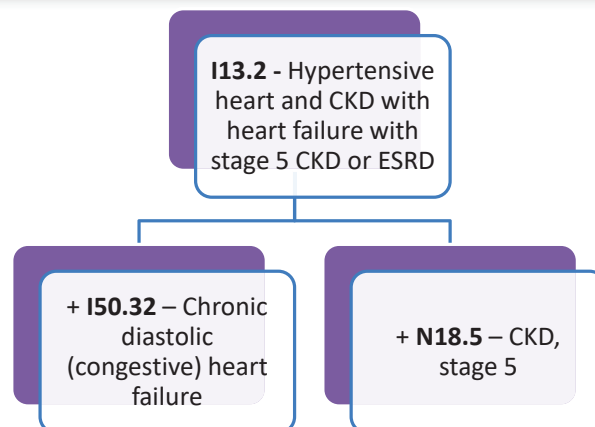 I13.2 - Hypertensive
heart and CKD with
heart failure with
stage 5 CKD or ESRD
+ I50.32 – Chronic
diastolic
(congestive) heart
failure
+ N18.5 – CKD,
stage 5